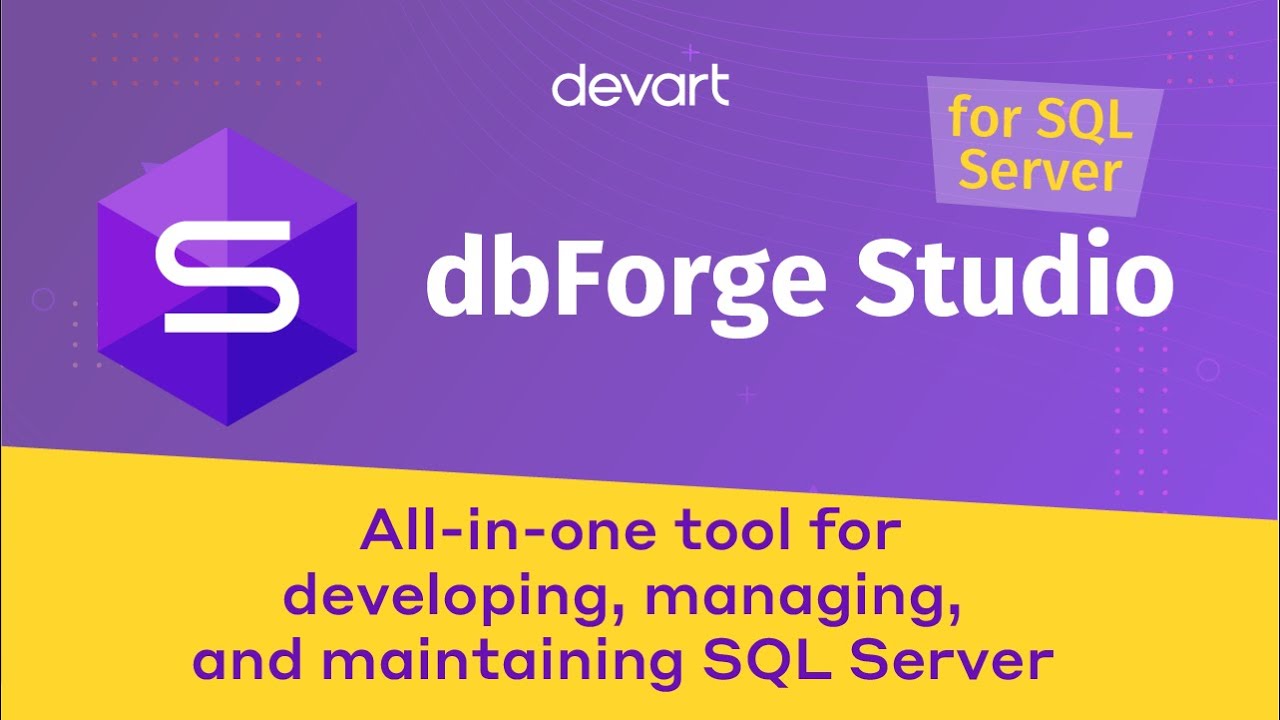 devart
for SQL
Server
S
dbForge Studio
All-in-one tool for
developing, managing,
and maintaining SQL Server